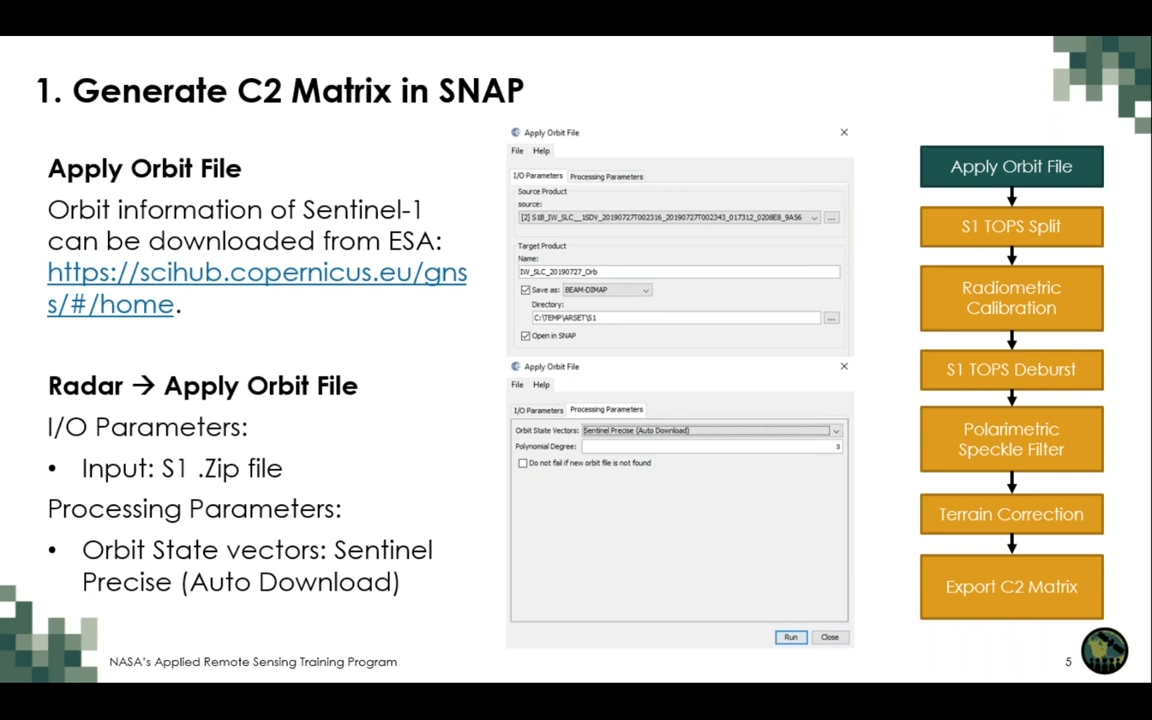 1. Generate C2 Matrix in SNAP
Apply Orbit File
Orbit information of Sentinel-1
can be downloaded from ESA:
https://scihub.copernicus.eu/gns
s/#/home.
Radar → Apply Orbit File
I/O Parameters:
• Input: S1 .Zip file
Processing Parameters:
• Orbit State vectors: Sentinel
Precise (Auto Download)
Apply Orbit File
File Help
I/O Parameters Processing Parameters
Source Product
source:
[2] S1B_IW_SLC__1SDV_20190727T002316_20190727T002343_017312_0208E8_9A56
...
Target Product
Name:
IW_SLC_20190727_Orb
Save as: BEAM-DIMAP
Directory:
C:\TEMP\ARSET\S1
...
Open in SNAP
Apply Orbit File
File Help
I/O Parameters Processing Parameters
Orbit State Vectors: Sentinel Precise (Auto Download)
Polynomial Degree: 3
Do not fail if new orbit file is not found
Run Close
Apply Orbit File
S1 TOPS Split
Radiometric
Calibration
S1 TOPS Deburst
Polarimetric
Speckle Filter
Terrain Correction
Export C2 Matrix
NASA's Applied Remote Sensing Training Program
5